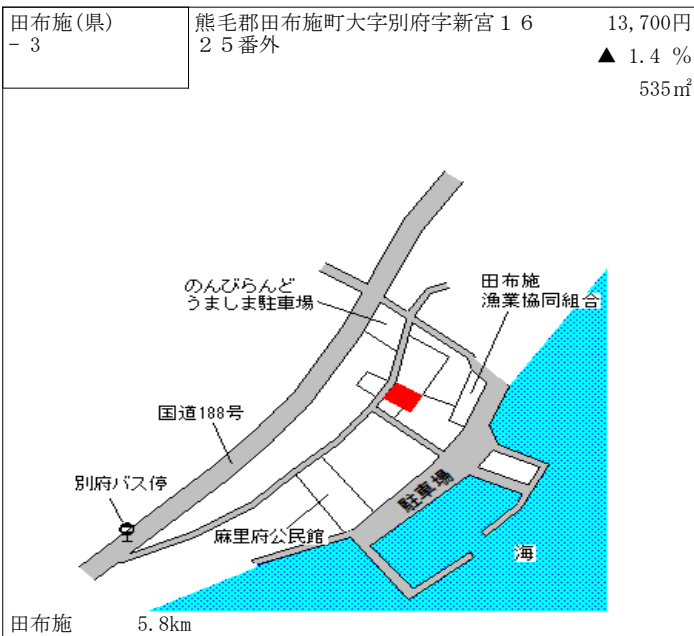 田布施(県)
- 3
熊毛郡田布施町大字別府字新宮16
25番外
13,700円
▲ 1.4 %
535㎡
のんびらんど
うましま駐車場
田布施
漁業協同組合
国道188号
別府バス停
駐車場
麻里府公民館
海
田布施 5.8km